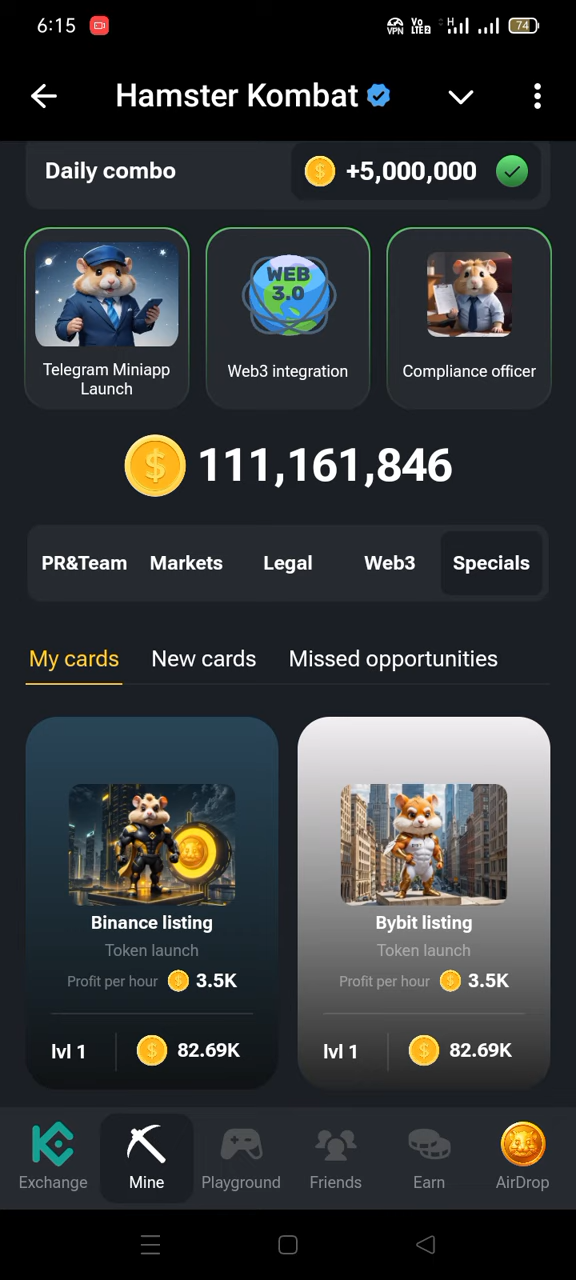 6:15
VPN
Vo
LTE2
H
74
Hamster Kombat
Daily combo
+5,000,000
WEB
3.0
Telegram Miniapp
Launch
Web3 integration
Compliance officer
111,161,846
PR&Team
Markets
Legal
Web3
Specials
My cards
New cards
Missed opportunities
Binance listing
Token launch
Profit per hour
3.5K
lvl 1
82.69K
Bybit listing
Token launch
Profit per hour
3.5K
lvl 1
82.69K
Exchange
Mine
Playground
Friends
Earn
AirDrop